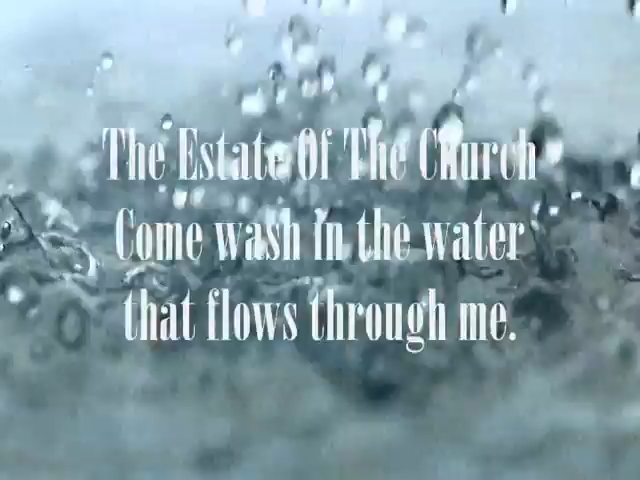 The Estate Of The Church
Come wash in the water
that flows through me.